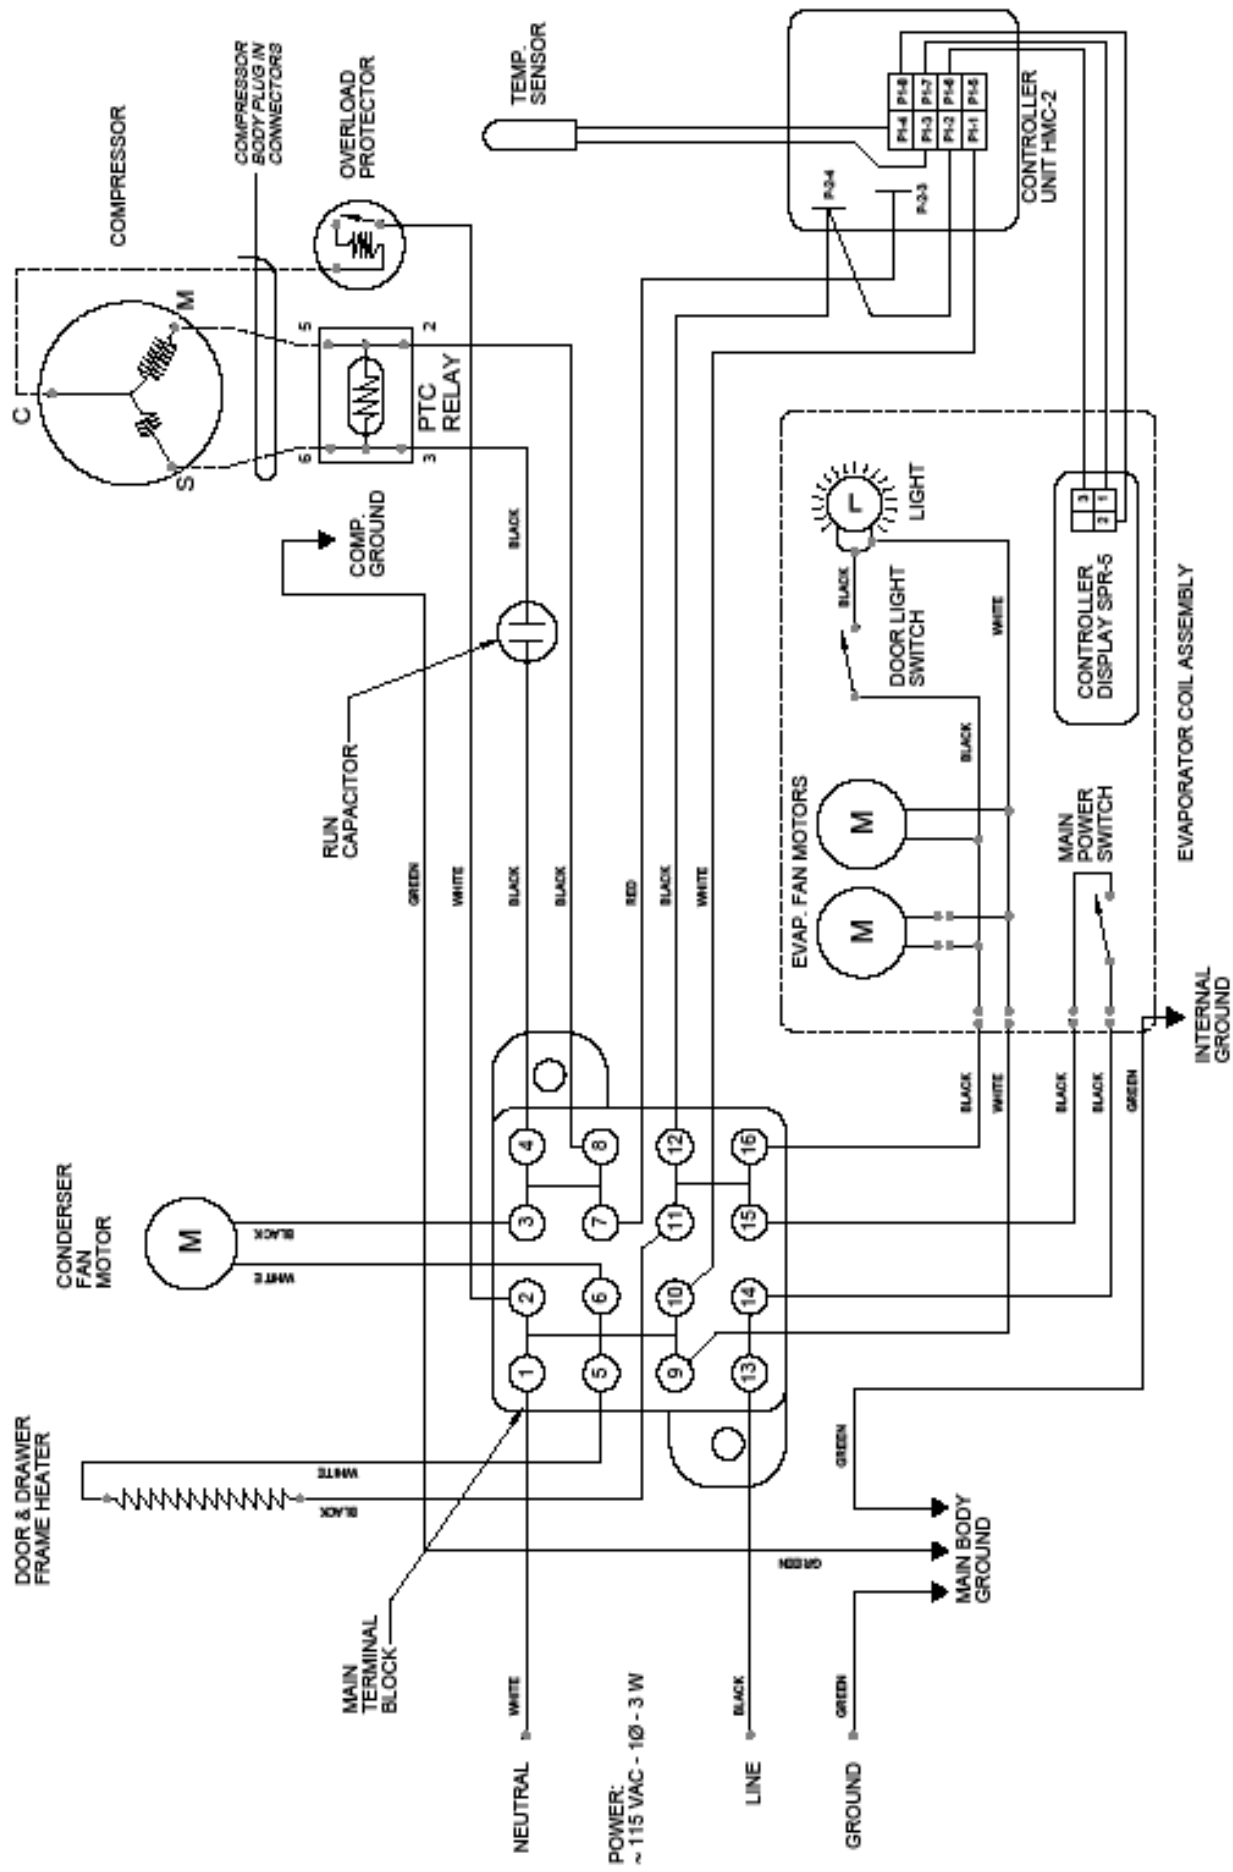 DOOR & DRAWER
FRAME HEATER
CONDERSER
FAN
MOTOR
M
COMPRESSOR
C
S
M
COMPRESSOR
BODY PLUG IN
CONNECTORS
OVERLOAD
PROTECTOR
TEMP.
SENSOR
WHITE
BLACK
WHITE
BLACK
6
5
3
2
PTC
RELAY
COMP.
GROUND
RUN
CAPACITOR
MAIN
TERMINAL
BLOCK
GREEN
WHITE
BLACK
BLACK
BLACK
RED
BLACK
WHITE
NEUTRAL
WHITE
POWER:
~ 115 VAC - 1Ø - 3 W
LINE
BLACK
GROUND
GREEN
GREEN
GREEN
MAIN BODY
GROUND
1
2
3
4
5
6
7
8
9
10
11
12
13
14
15
16
P-2-4
P-2-3
P1-4
P1-8
P1-3
P1-7
P1-2
P1-6
P1-1
P1-5
CONTROLLER
UNIT HMC-2
EVAP. FAN MOTORS
M
M
BLACK
L
LIGHT
DOOR LIGHT
SWITCH
BLACK
WHITE
BLACK
WHITE
BLACK
BLACK
GREEN
MAIN
POWER
SWITCH
CONTROLLER
DISPLAY SPR-5
3
2
1
EVAPORATOR COIL ASSEMBLY
INTERNAL
GROUND